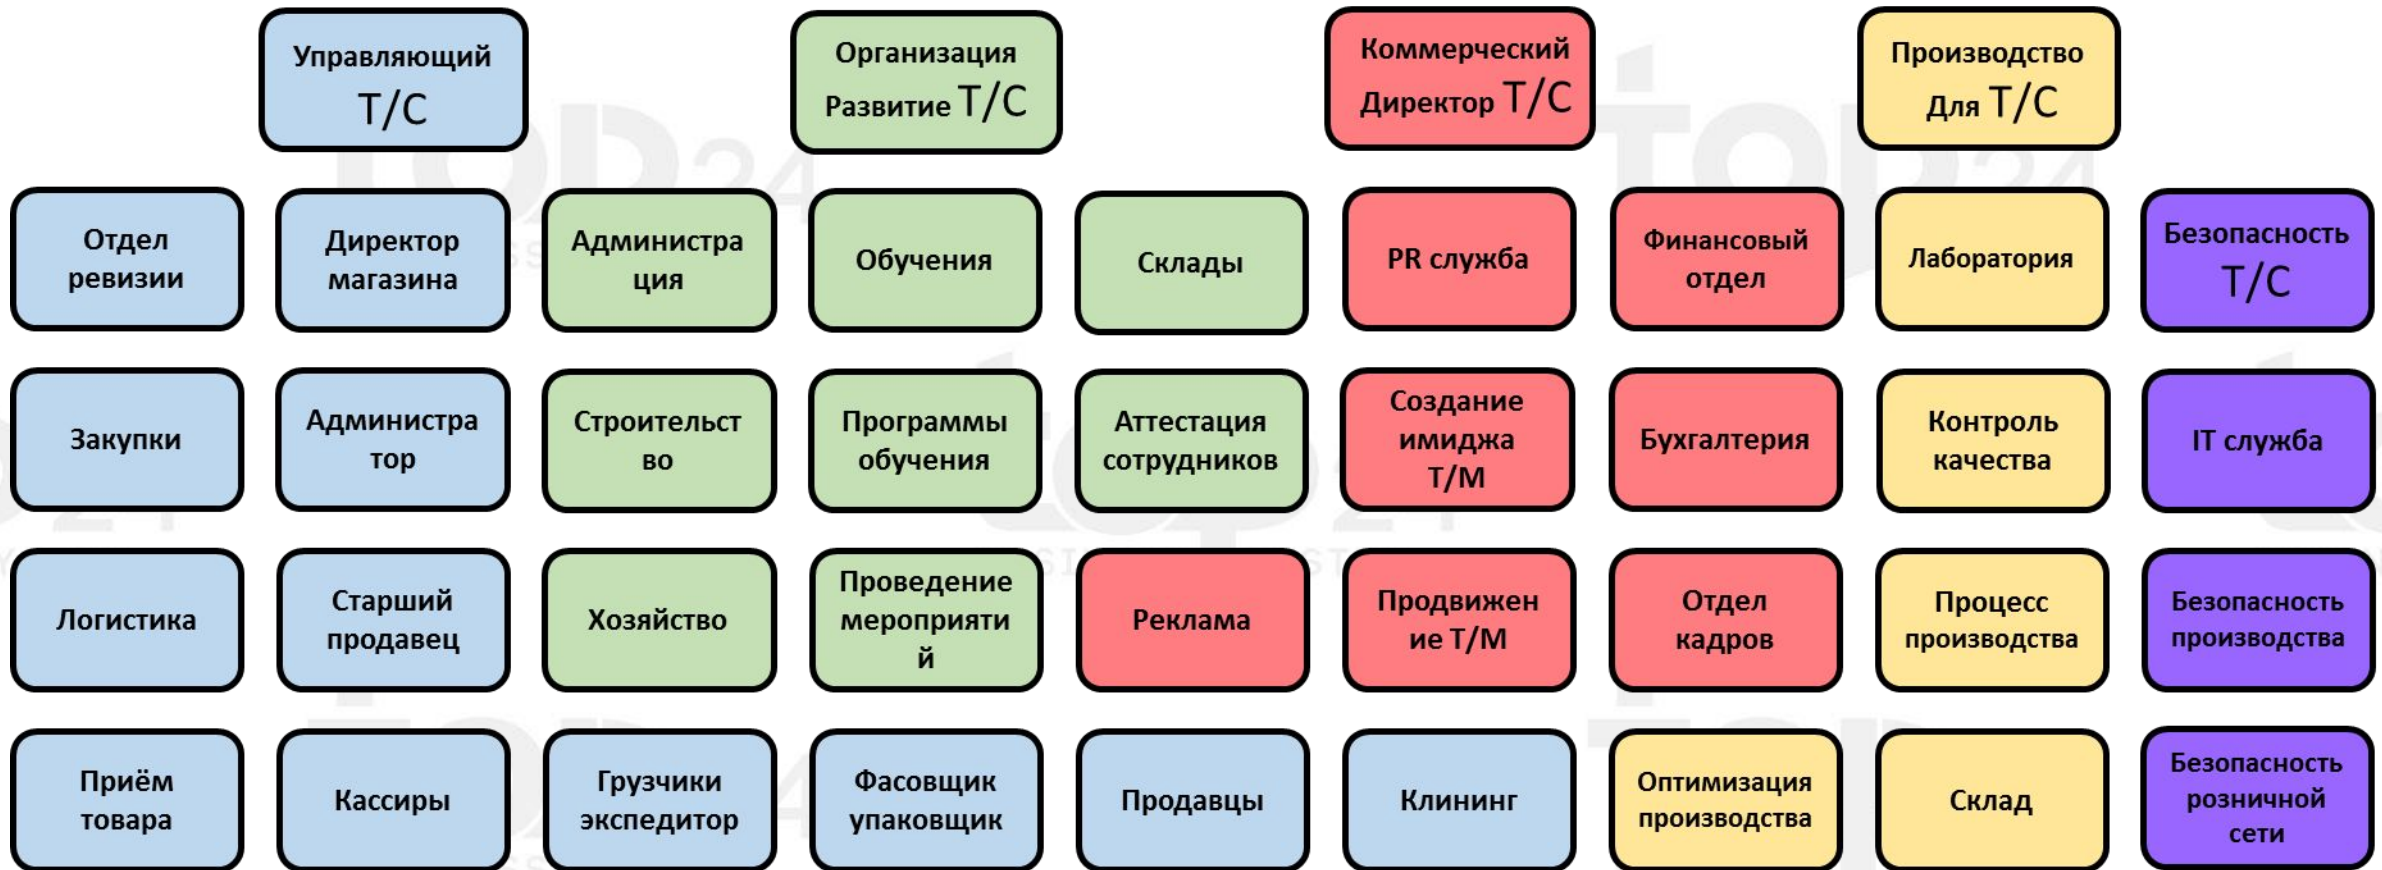 Управляющий
Т/С
Организация
Развитие Т/С
Коммерческий
Директор Т/С
Производство
Для Т/С
Отдел
ревизии
Директор
магазина
Администра
ция
Обучения
Склады
PR служба
Финансовый
отдел
Лаборатория
Безопасность
Т/С
Закупки
Администра
тор
Строительст
во
Программы
обучения
Аттестация
сотрудников
Создание
имиджа
Т/М
Бухгалтерия
Контроль
качества
IT служба
Логистика
Старший
продавец
Хозяйство
Проведение
мероприяти
й
Реклама
Продвижен
ие Т/М
Отдел
кадров
Процесс
производства
Безопасность
производства
Приём
товара
Кассиры
Грузчики
экспедитор
Фасовщик
упаковщик
Продавцы
Клининг
Оптимизация
производства
Склад
Безопасность
розничной
сети